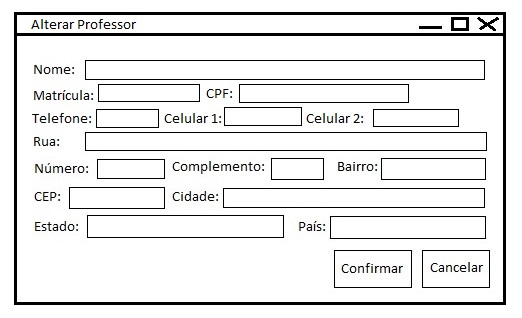 Alterar Professor
Nome:
Matrícula: CPF:
Telefone: Celular 1: Celular 2:
Rua:
Número: Complemento: Bairro:
CEP: Cidade:
Estado: País:
Confirmar Cancelar